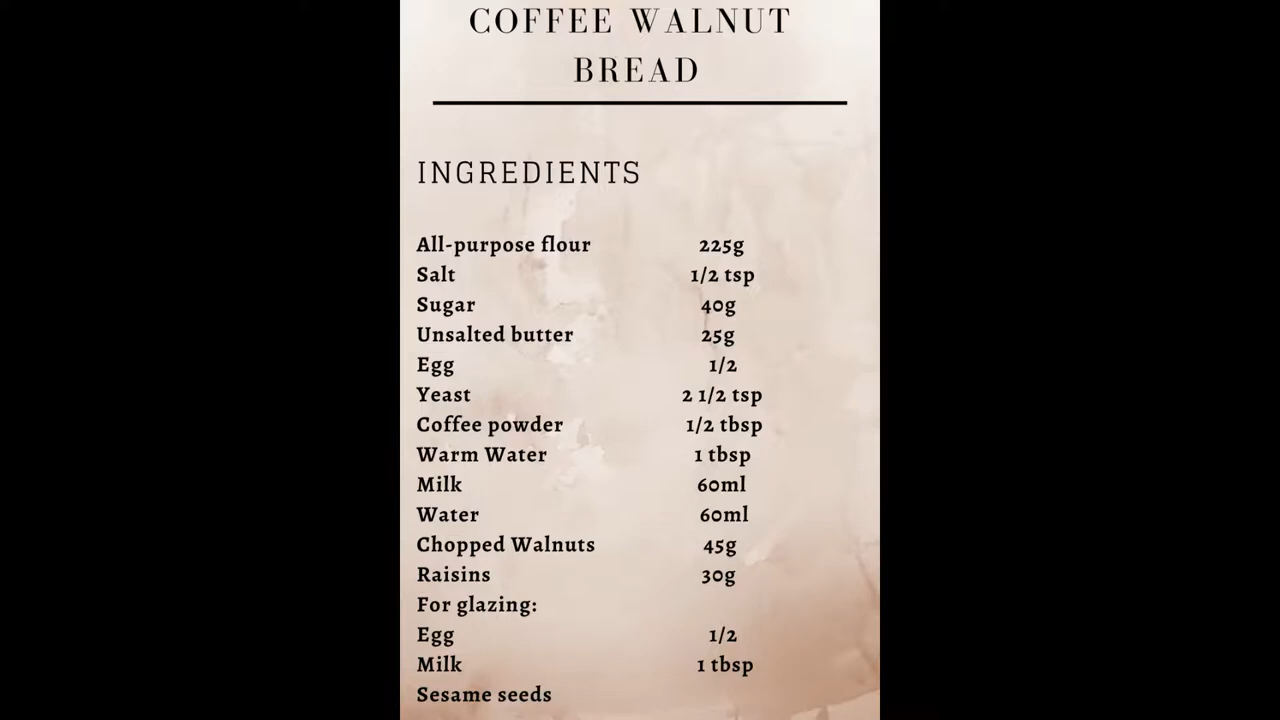 COFFEE WALNUT
BREAD
INGREDIENTS
All-purpose flour 225g
Salt 1/2 tsp
Sugar 40g
Unsalted butter 25g
Egg 1/2
Yeast 2 1/2 tsp
Coffee powder 1/2 tbsp
Warm Water 1 tbsp
Milk 60ml
Water 60ml
Chopped Walnuts 45g
Raisins 30g
For glazing:
Egg 1/2
Milk 1 tbsp
Sesame seeds